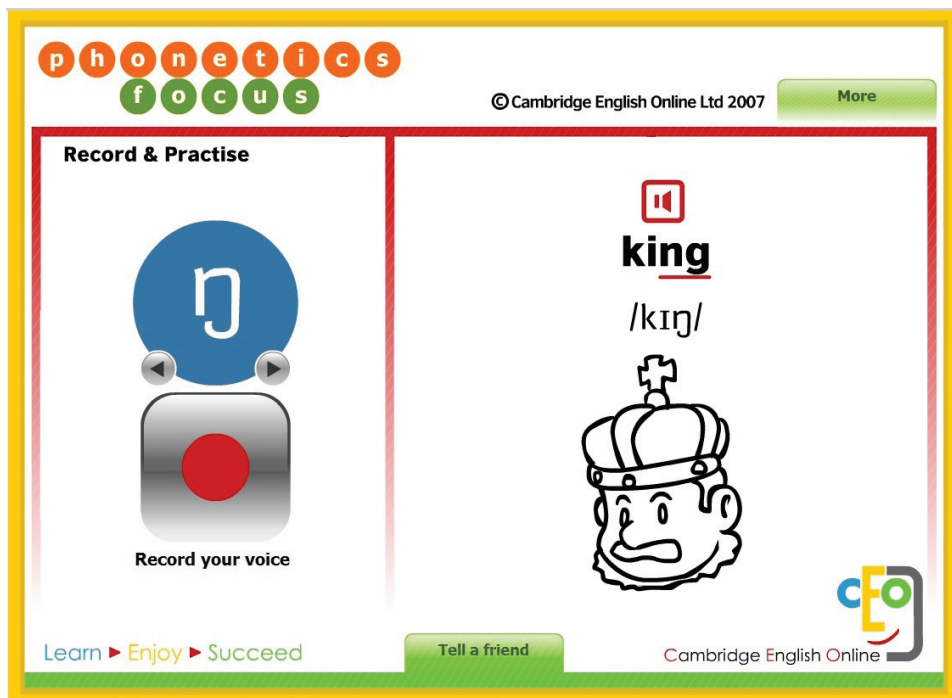 phonetics
focus
© Cambridge English Online Ltd 2007
More
Record & Practise
ŋ
Record your voice
king
/kɪŋ/
Learn ▶ Enjoy ▶ Succeed
Tell a friend
CEO
Cambridge English Online